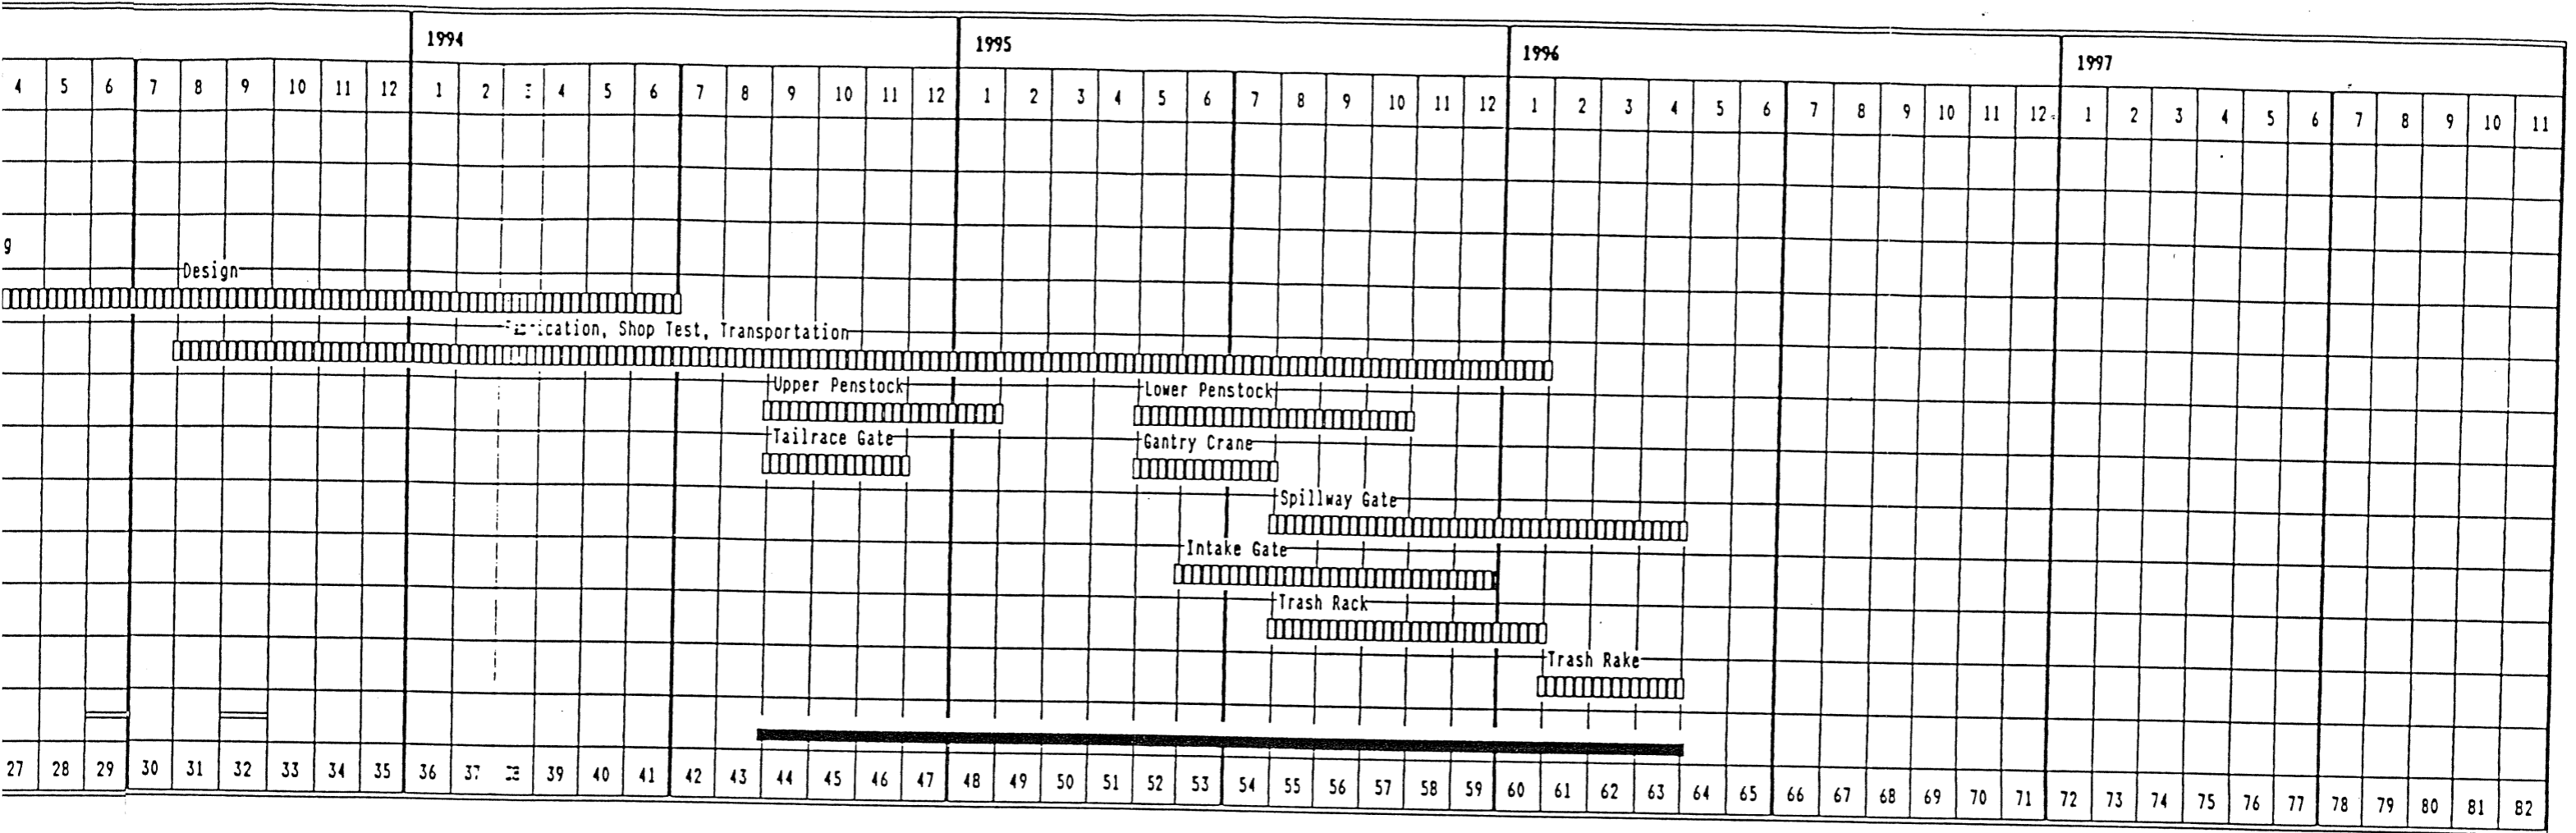 1994 1995 1996 1997
4 5 6 7 8 9 10 11 12 1 2 4 5 6 7 8 9 10 11 12 1 2 3 4 5 6 7 8 9 10 11 12 1 2 3 4 5 6 7 8 9 10 11 12 1 2 3 4 5 6 7 8 9 10 11
g
Design
Fabrication, Shop Test, Transportation
Upper Penstock Lower Penstock
Tailrace Gate Gantry Crane
Spillway Gate
Intake Gate
Trash Rack
Trash Rake
27 28 29 30 31 32 33 34 35 36 37 39 40 41 42 43 44 45 46 47 48 49 50 51 52 53 54 55 56 57 58 59 60 61 62 63 64 65 66 67 68 69 70 71 72 73 74 75 76 77 78 79 80 81 82